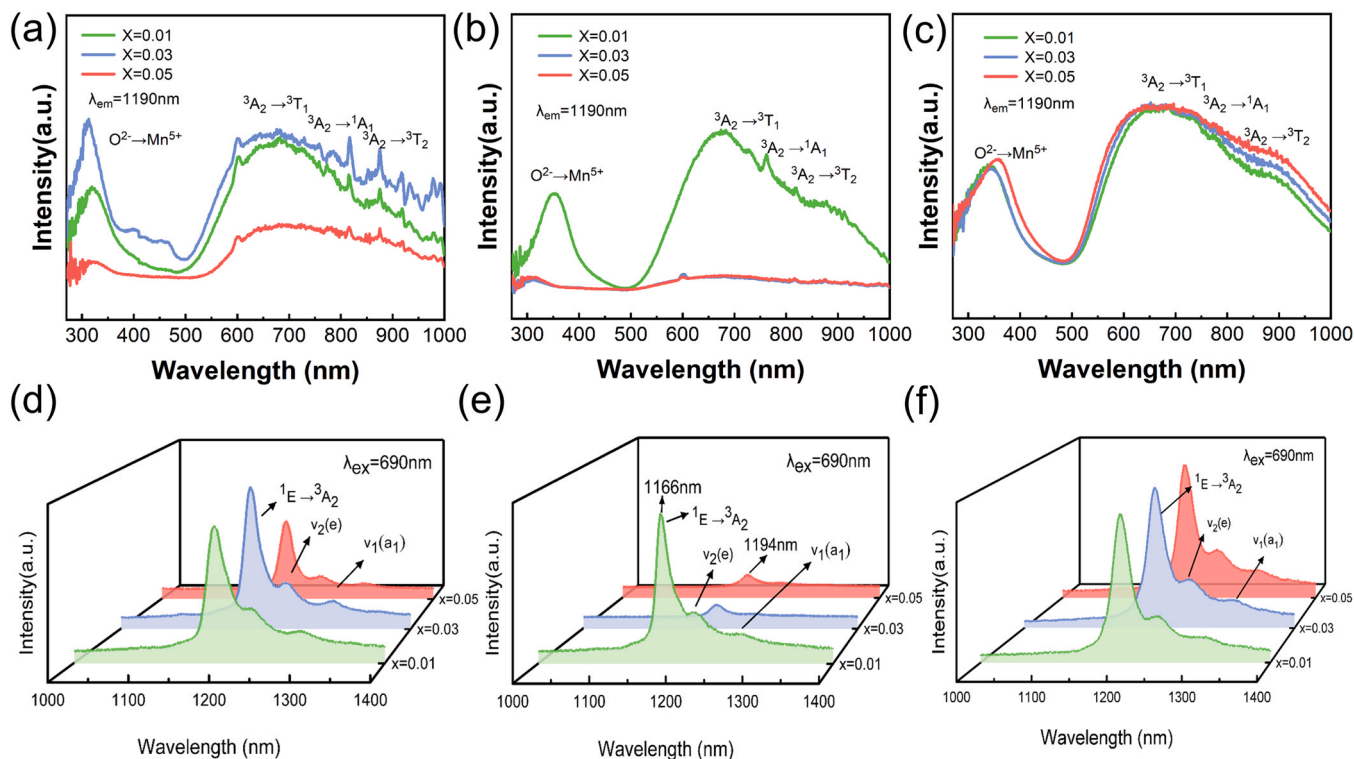 (a)
X=0.01
X=0.03
X=0.05
λem=1190nm
O²⁻→Mn⁵⁺
³A₂→³T₁
³A₂→¹A₁
³A₂→³T₂
Intensity(a.u.)
300 400 500 600 700 800 900 1000
Wavelength (nm)
(b)
X=0.01
X=0.03
X=0.05
λem=1190nm
O²⁻→Mn⁵⁺
³A₂→³T₁
³A₂→¹A₁
³A₂→³T₂
Intensity(a.u.)
300 400 500 600 700 800 900 1000
Wavelength (nm)
(c)
X=0.01
X=0.03
X=0.05
λem=1190nm
O²⁻→Mn⁵⁺
³A₂→³T₁
³A₂→¹A₁
³A₂→³T₂
Intensity(a.u.)
300 400 500 600 700 800 900 1000
Wavelength (nm)
(d)
λex=690nm
¹E→³A₂
v₂(e)
v₁(a₁)
x=0.05
x=0.03
x=0.01
Intensity(a.u.)
1000 1100 1200 1300 1400
Wavelength (nm)
(e)
λex=690nm
1166nm
¹E→³A₂
v₂(e)
1194nm
v₁(a₁)
x=0.05
x=0.03
x=0.01
Intensity(a.u.)
1000 1100 1200 1300 1400
Wavelength (nm)
(f)
λex=690nm
¹E→³A₂
v₂(e)
v₁(a₁)
x=0.05
x=0.03
x=0.01
Intensity(a.u.)
1000 1100 1200 1300 1400
Wavelength (nm)